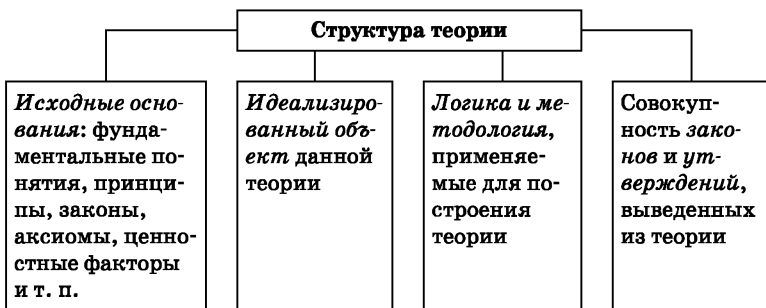 Структура теории
Исходные осно-
вания: фунда-
ментальные по-
нятия, принци-
пы, законы,
аксиомы, ценно-
стные факторы
и т. п.
Идеализиро-
ванный объ-
ект данной
теории
Логика и ме-
тодология,
применяе-
мые для по-
строения
теории
Совокуп-
ность зако-
нов и ут-
верждений,
выведенных
из теории